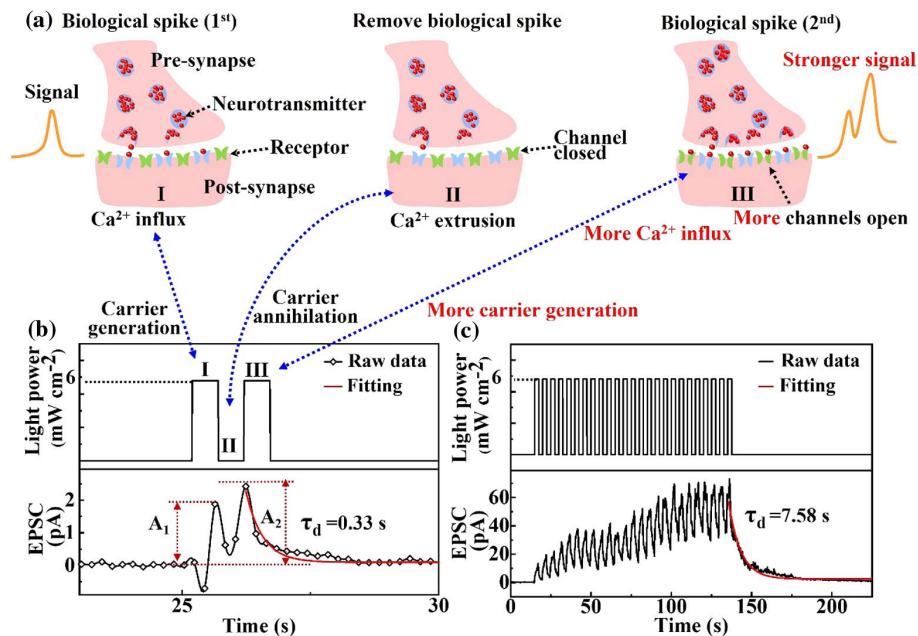 (a)
Biological spike (1st)
Remove biological spike
Biological spike (2nd)
Stronger signal
Signal
Pre-synapse
Neurotransmitter
Receptor
Post-synapse
Channel
closed
I
II
III
Ca2+ influx
Ca2+ extrusion
More channels open
More Ca2+ influx
Carrier
generation
Carrier
annihilation
More carrier generation
(b)
Light power
(mW cm-2)
6
I
II
III
Raw data
Fitting
EPSC
(pA)
2
1
0
A1
A2
τd =0.33 s
25
30
Time (s)
(c)
Light power
(mW cm-2)
6
Raw data
Fitting
EPSC
(pA)
60
40
20
0
τd =7.58 s
0
50
100
150
200
Time (s)